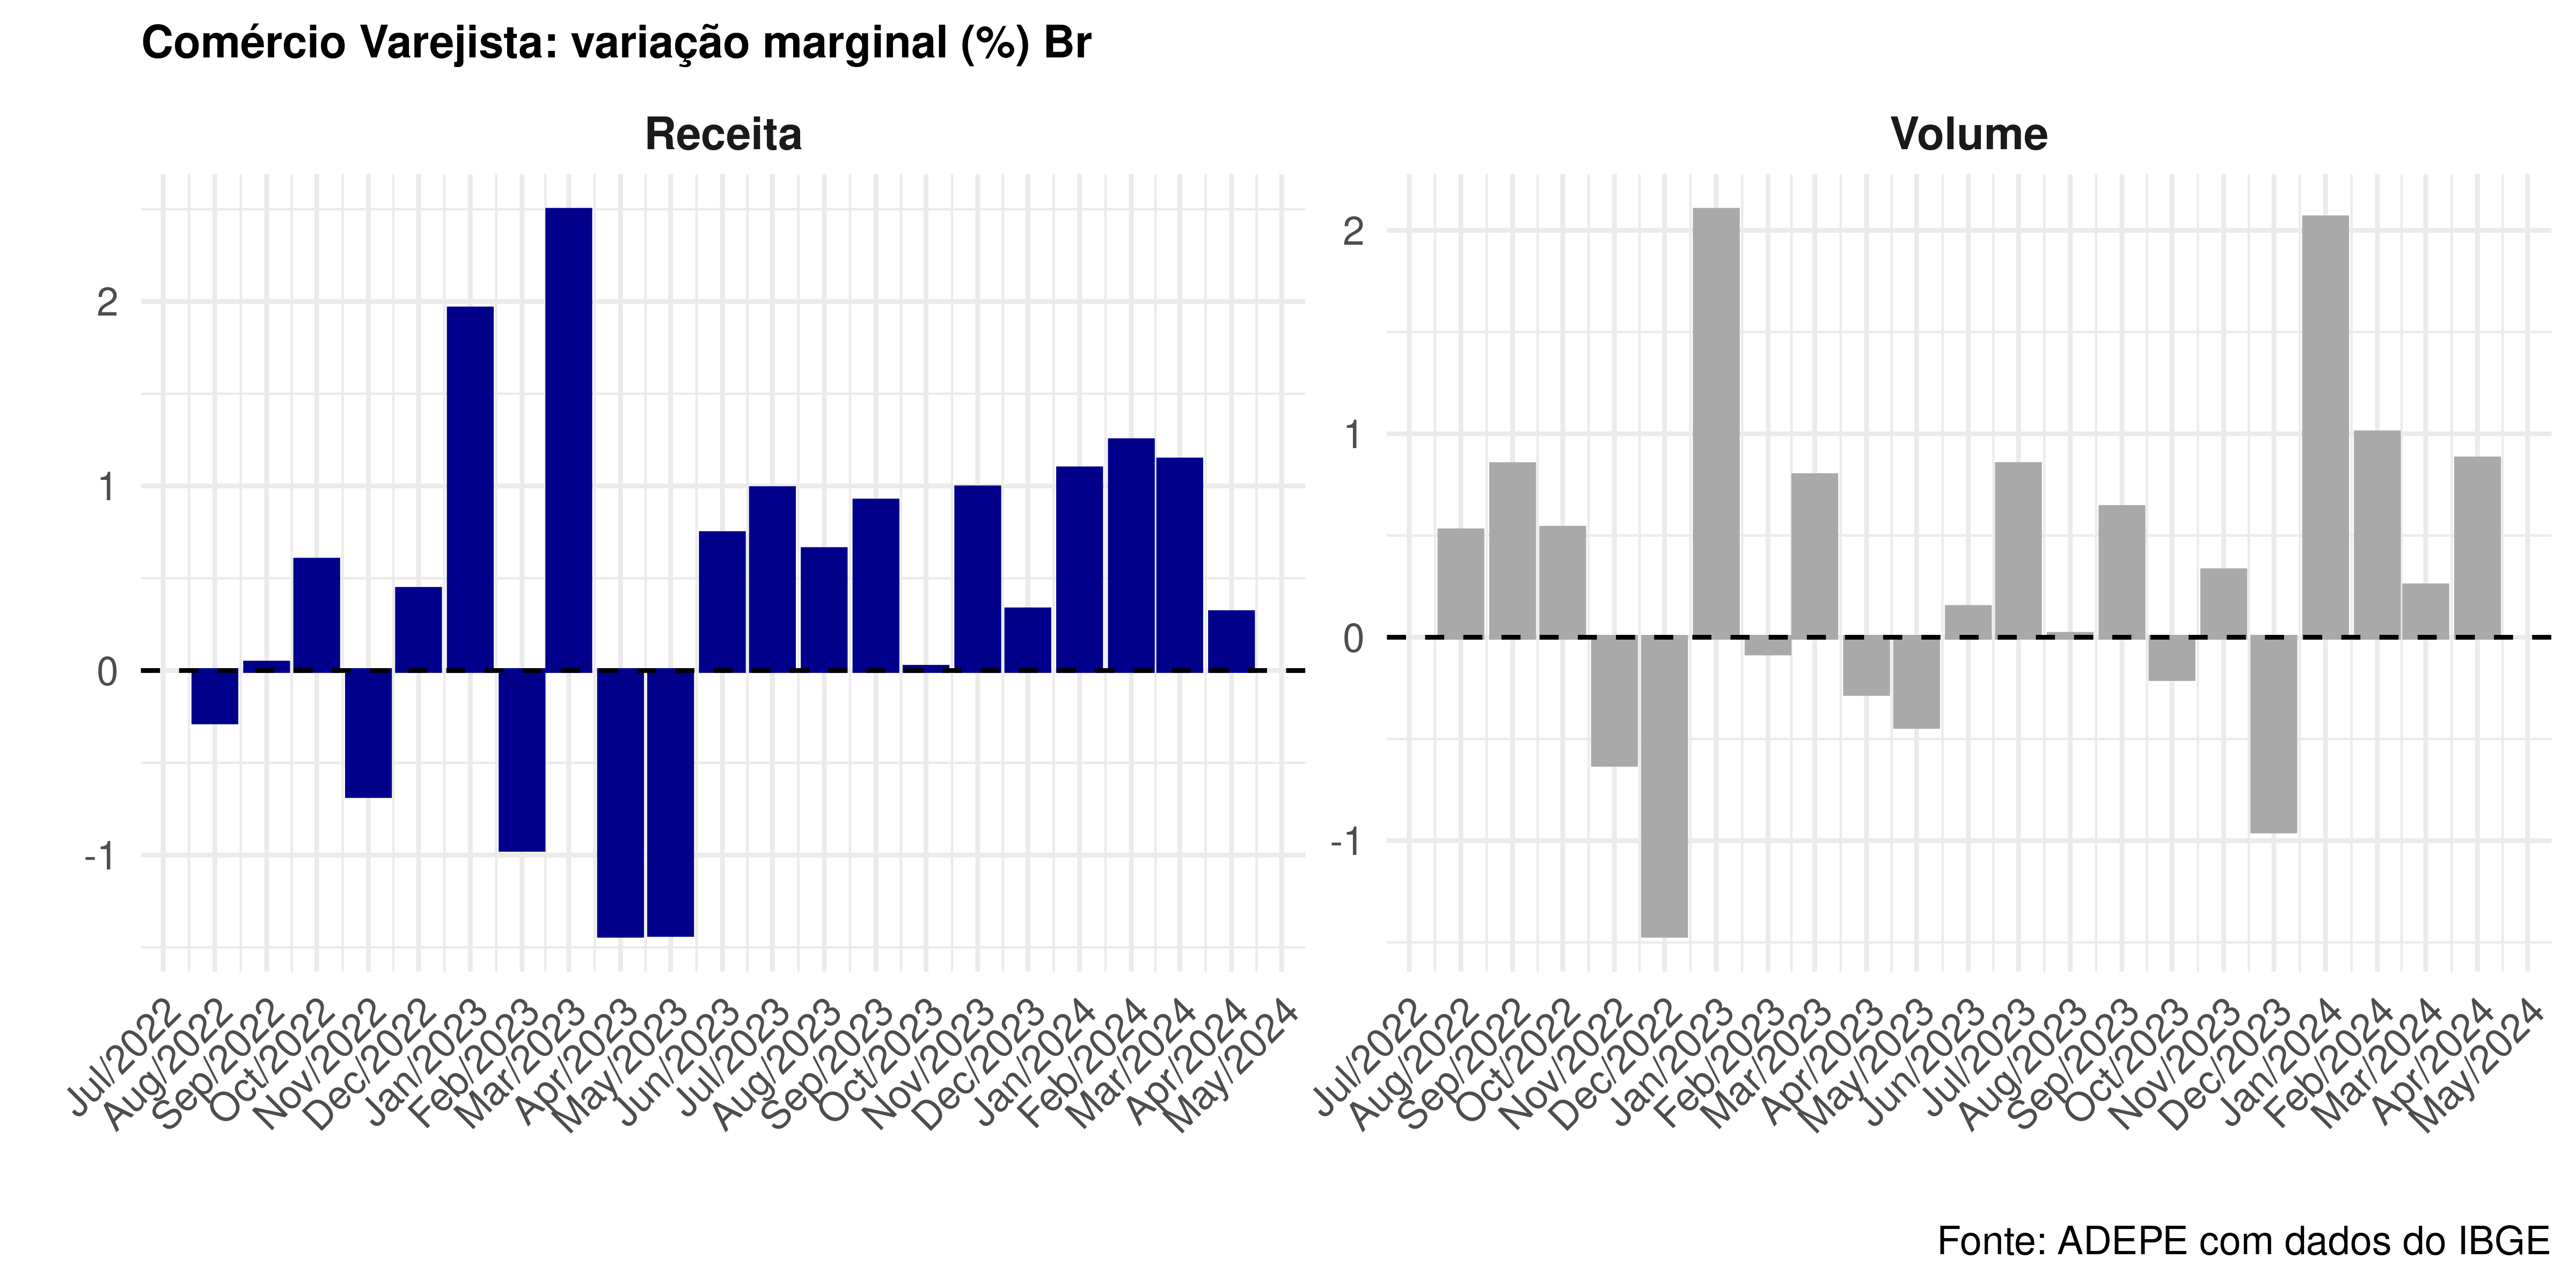 Comércio Varejista: variação marginal (%) Br
Receita
2
1
0
-1
Jul/2022
Aug/2022
Sep/2022
Oct/2022
Nov/2022
Dec/2022
Jan/2023
Feb/2023
Mar/2023
Apr/2023
May/2023
Jun/2023
Jul/2023
Aug/2023
Sep/2023
Oct/2023
Nov/2023
Dec/2023
Jan/2024
Feb/2024
Mar/2024
Apr/2024
May/2024
Volume
2
1
0
-1
Jul/2022
Aug/2022
Sep/2022
Oct/2022
Nov/2022
Dec/2022
Jan/2023
Feb/2023
Mar/2023
Apr/2023
May/2023
Jun/2023
Jul/2023
Aug/2023
Sep/2023
Oct/2023
Nov/2023
Dec/2023
Jan/2024
Feb/2024
Mar/2024
Apr/2024
May/2024
Fonte: ADEPE com dados do IBGE